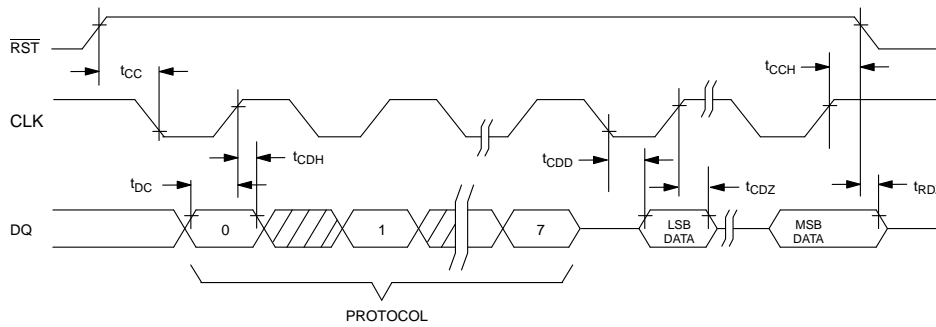 RST
tCC
tCCH
CLK
tCDH
tCDD
tDC
tCDZ
tRD
DQ
0
1
7
LSB
DATA
MSB
DATA
PROTOCOL